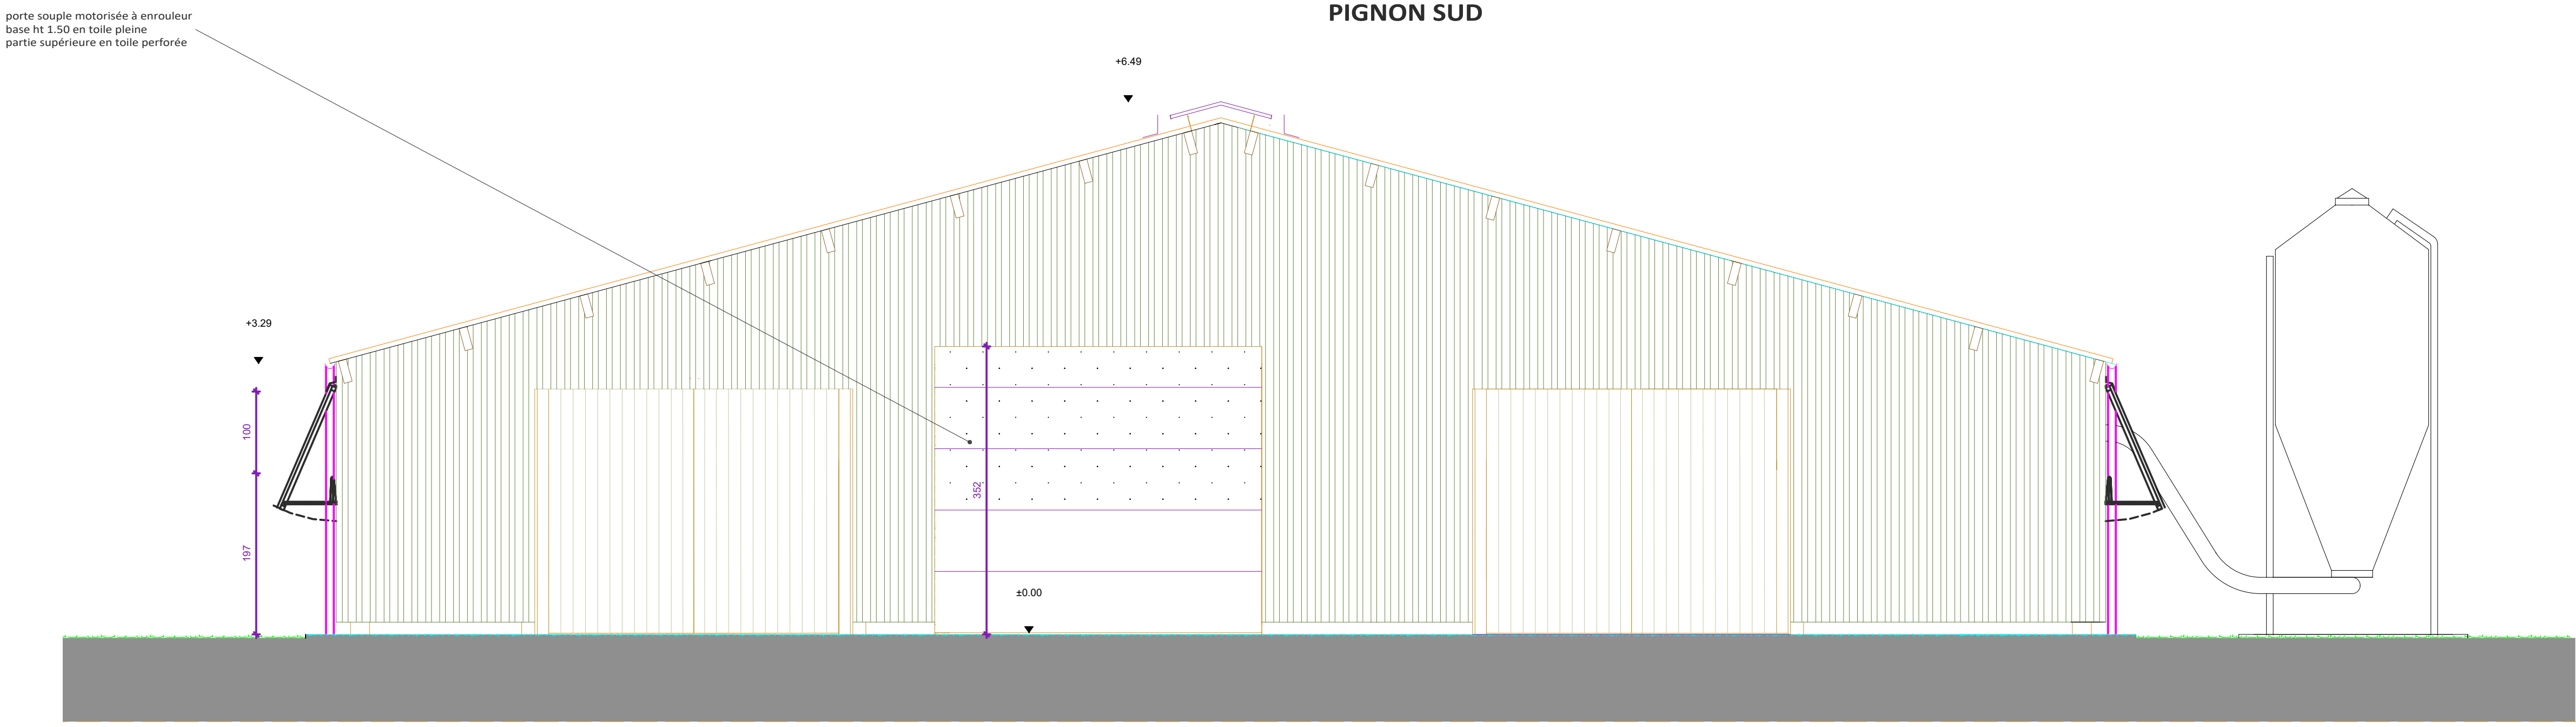 PIGNON SUD
porte souple motorisée à enrouleur
base ht 1.50 en toile pleine
partie supérieure en toile perforée
+6.49
+3.29
100
352
197
±0.00